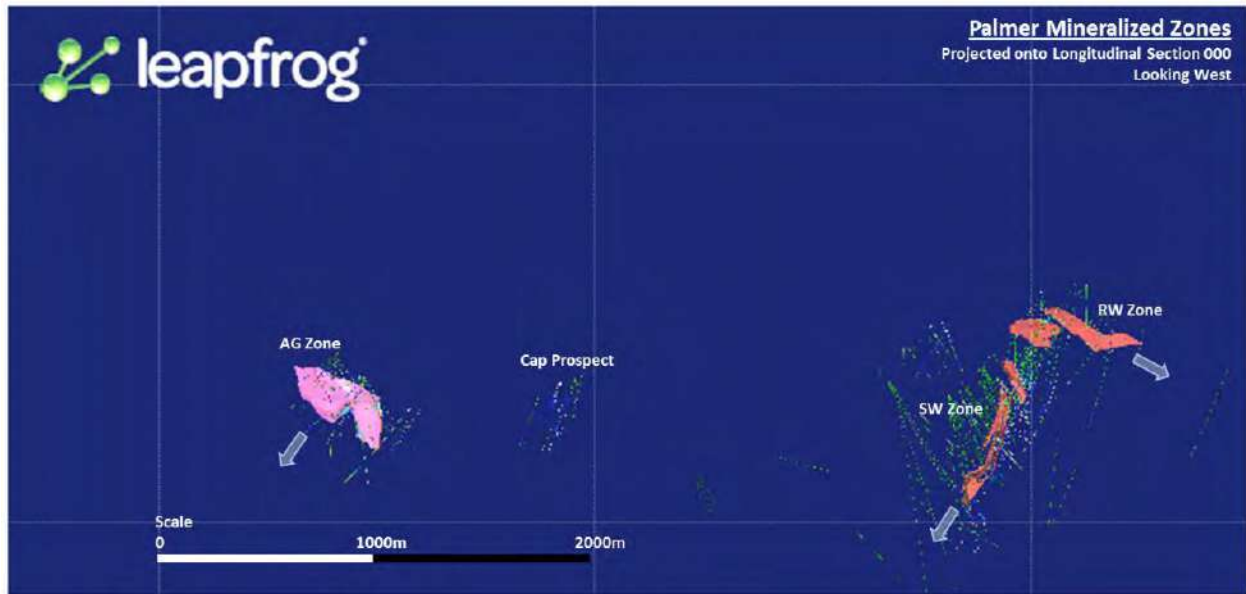 leapfrog
Palmer Mineralized Zones
Projected onto Longitudinal Section 000
Looking West
RW Zone
AG Zone
Cap Prospect
SW Zone
Scale
0 1000m 2000m